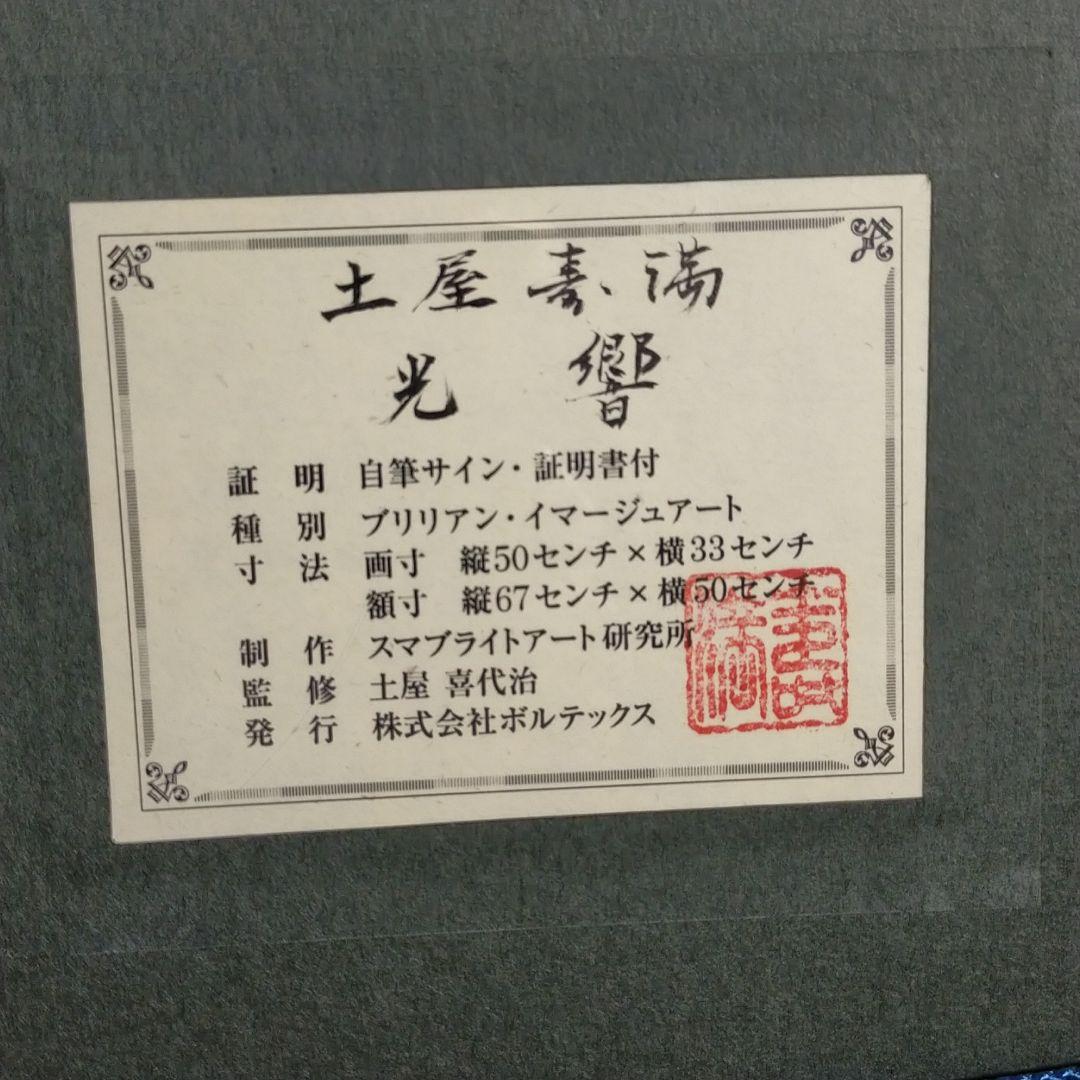 土屋寿満
光 響
証 明 自筆サイン・証明書付
種 別 ブリリアン・イマージュアート
寸 法 画寸 縦50センチ×横33センチ
額寸 縦67センチ×横50センチ
制 作 スマブライトアート研究所
監 修 土屋 喜代治
発 行 株式会社ボルテックス